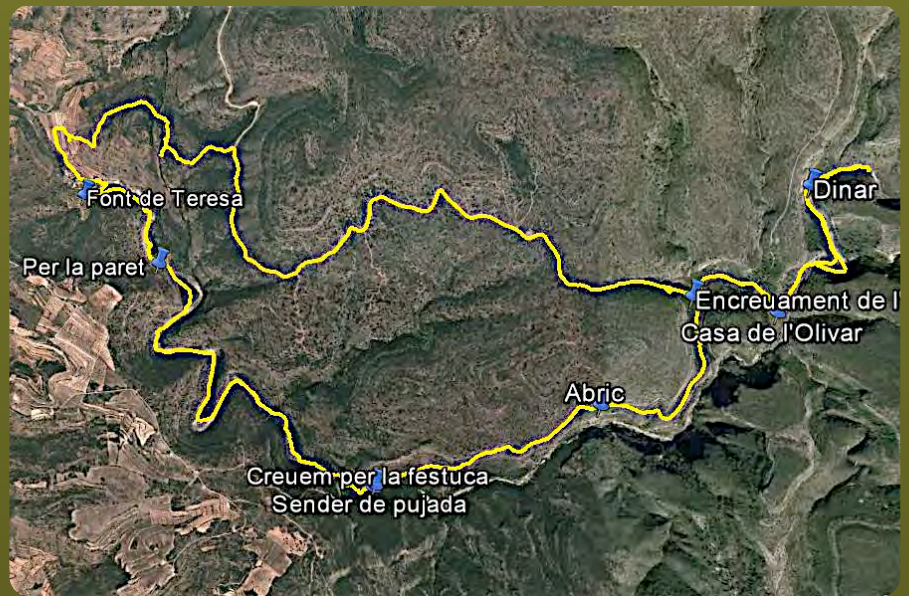 Dinar
Font de Teresa
Per la paret
Encreuament de l'
Casa de l'Olivar
Abric
Creuem per la festuca
Sender de pujada